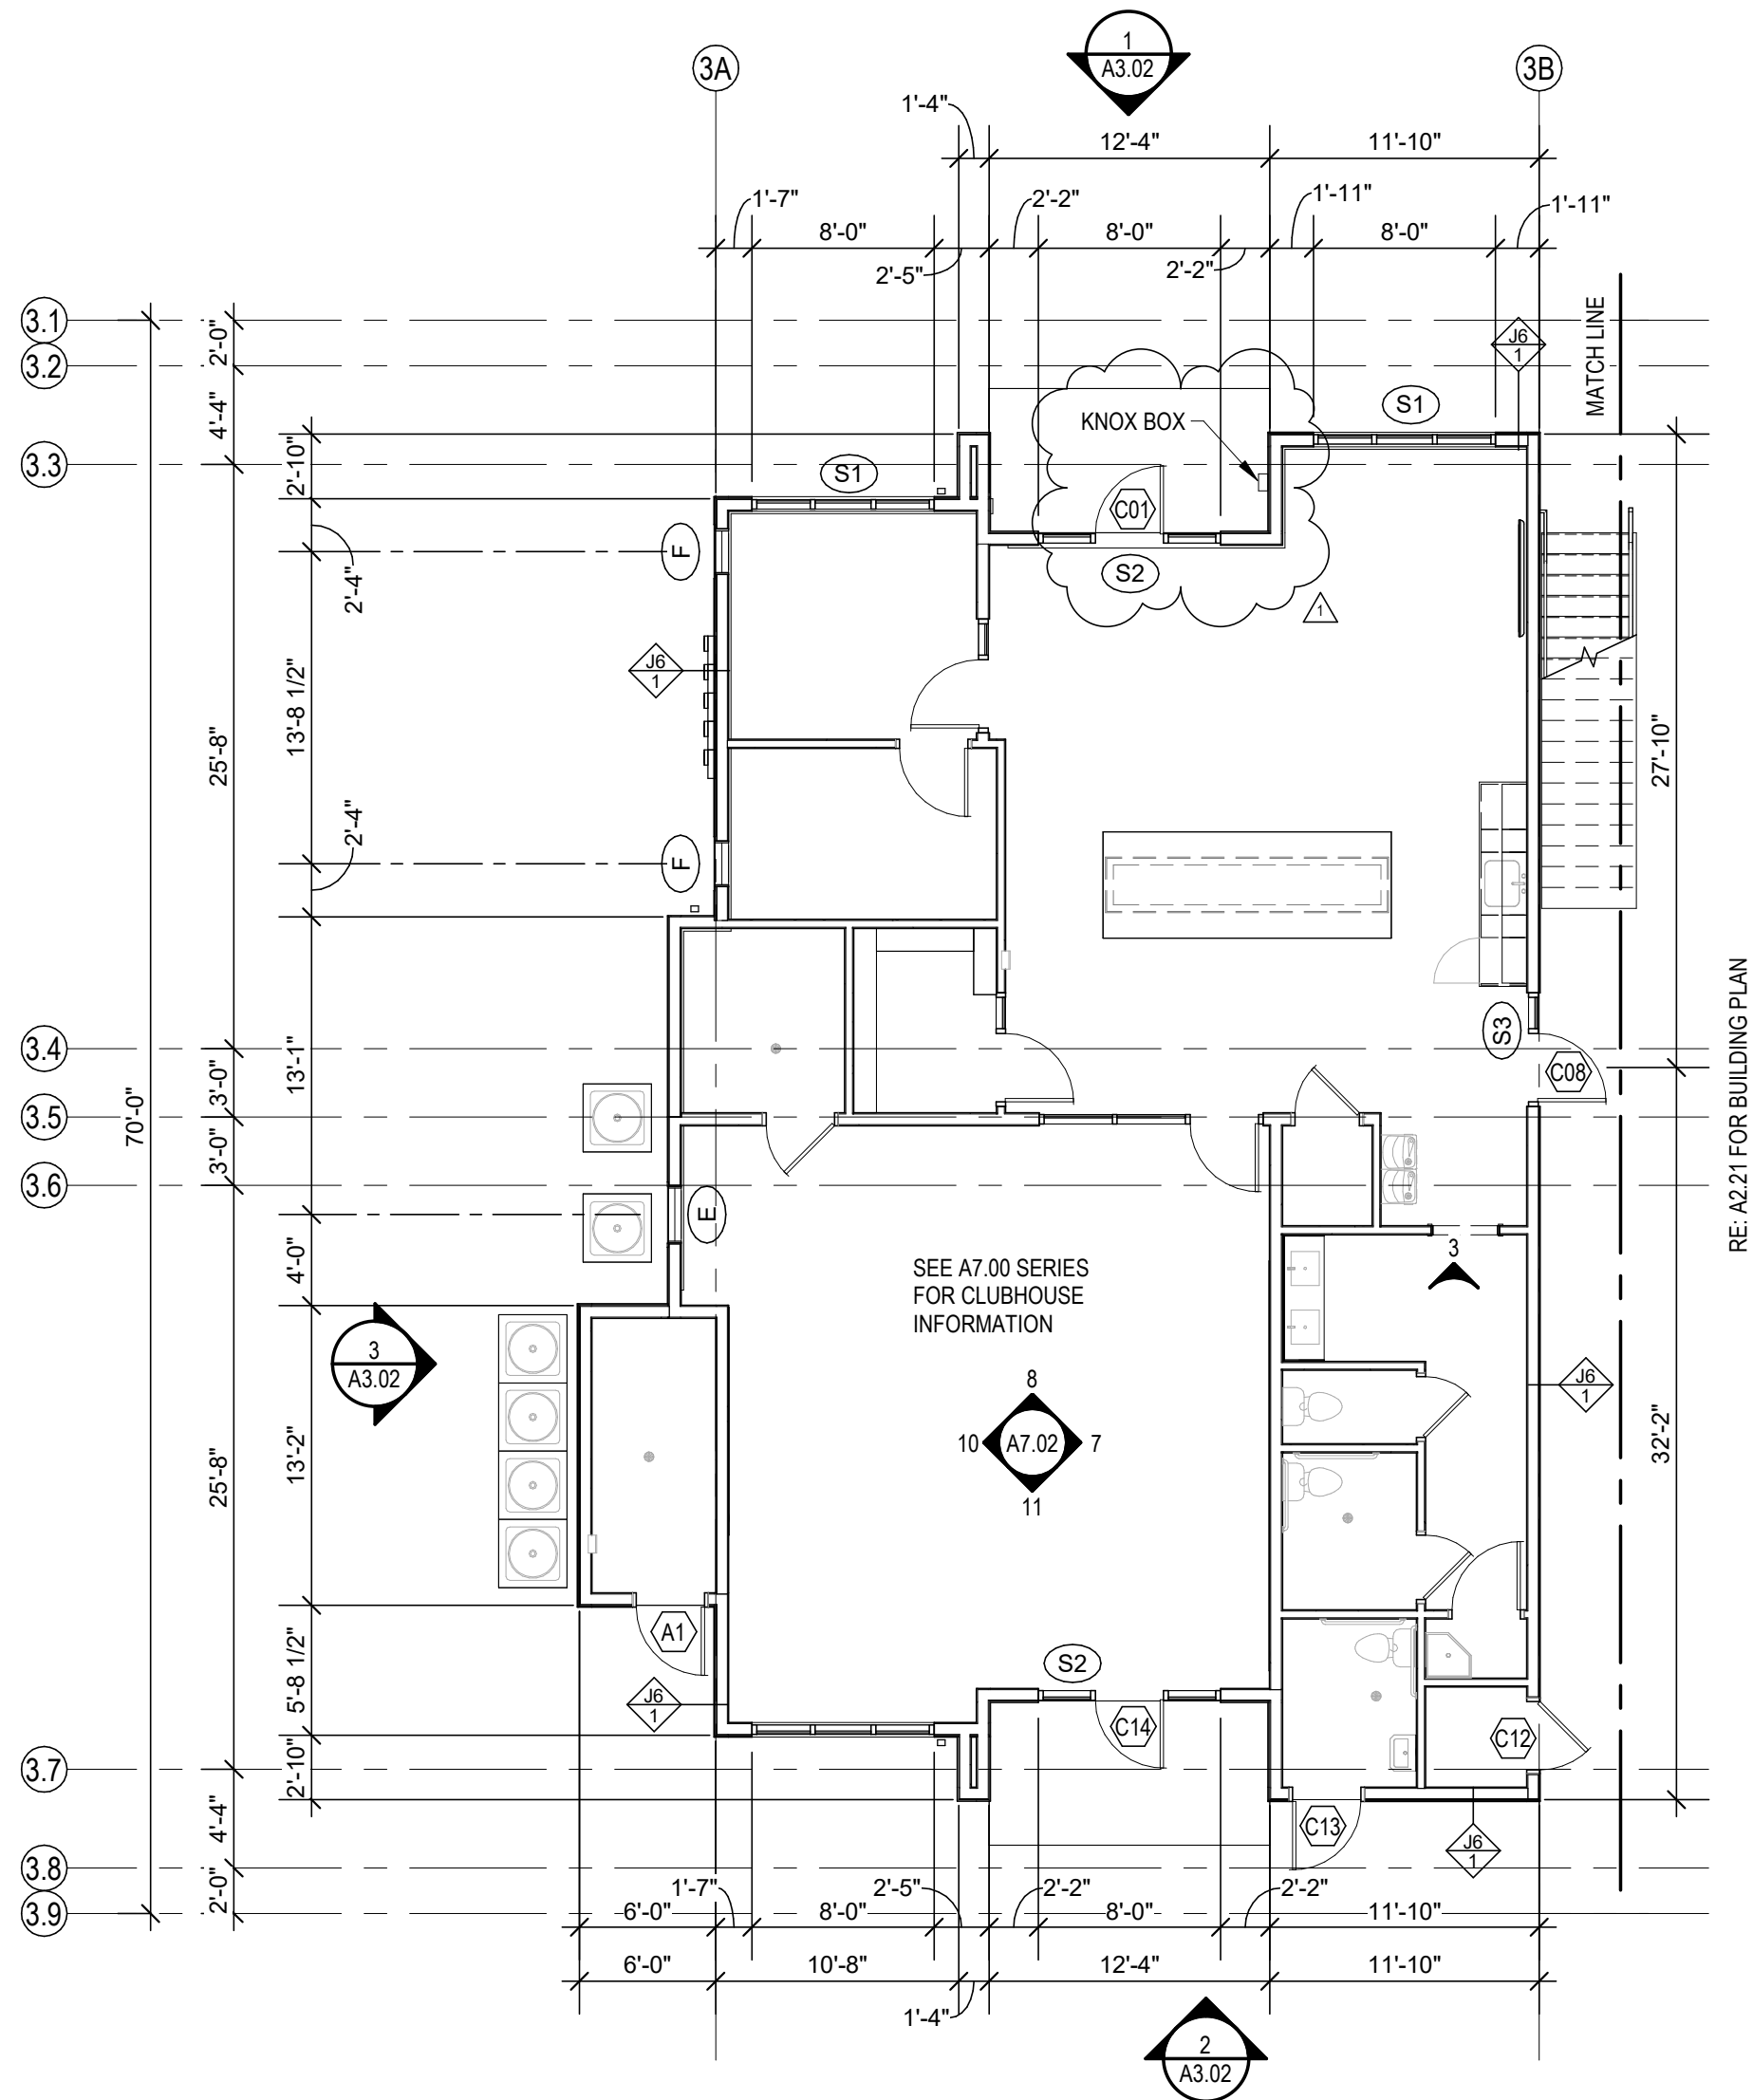 1
A3.02
3A
3B
1'-4"
12'-4"
11'-10"
1'-7"
2'-2"
1'-11"
1'-11"
8'-0"
8'-0"
8'-0"
2'-5"
2'-2"
3.1
3.2
3.3
3.4
3.5
3.6
3.7
3.8
3.9
70'-0"
2'-0"
4'-4"
25'-8"
3'-0"
3'-0"
25'-8"
4'-4"
2'-0"
2'-10"
2'-4"
13'-8 1/2"
2'-4"
13'-1"
4'-0"
13'-2"
5'-8 1/2"
2'-10"
J6
1
MATCH LINE
S1
KNOX BOX
S1
C01
S2
1
F
J6
1
F
27'-10"
S3
C08
RE: A2.21 FOR BUILDING PLAN
E
3
SEE A7.00 SERIES
FOR CLUBHOUSE
INFORMATION
3
A3.02
8
10
A7.02
7
11
J6
1
32'-2"
A1
S2
J6
1
C14
C12
C13
J6
1
1'-7"
2'-5"
2'-2"
2'-2"
6'-0"
8'-0"
8'-0"
11'-10"
6'-0"
10'-8"
12'-4"
11'-10"
1'-4"
2
A3.02